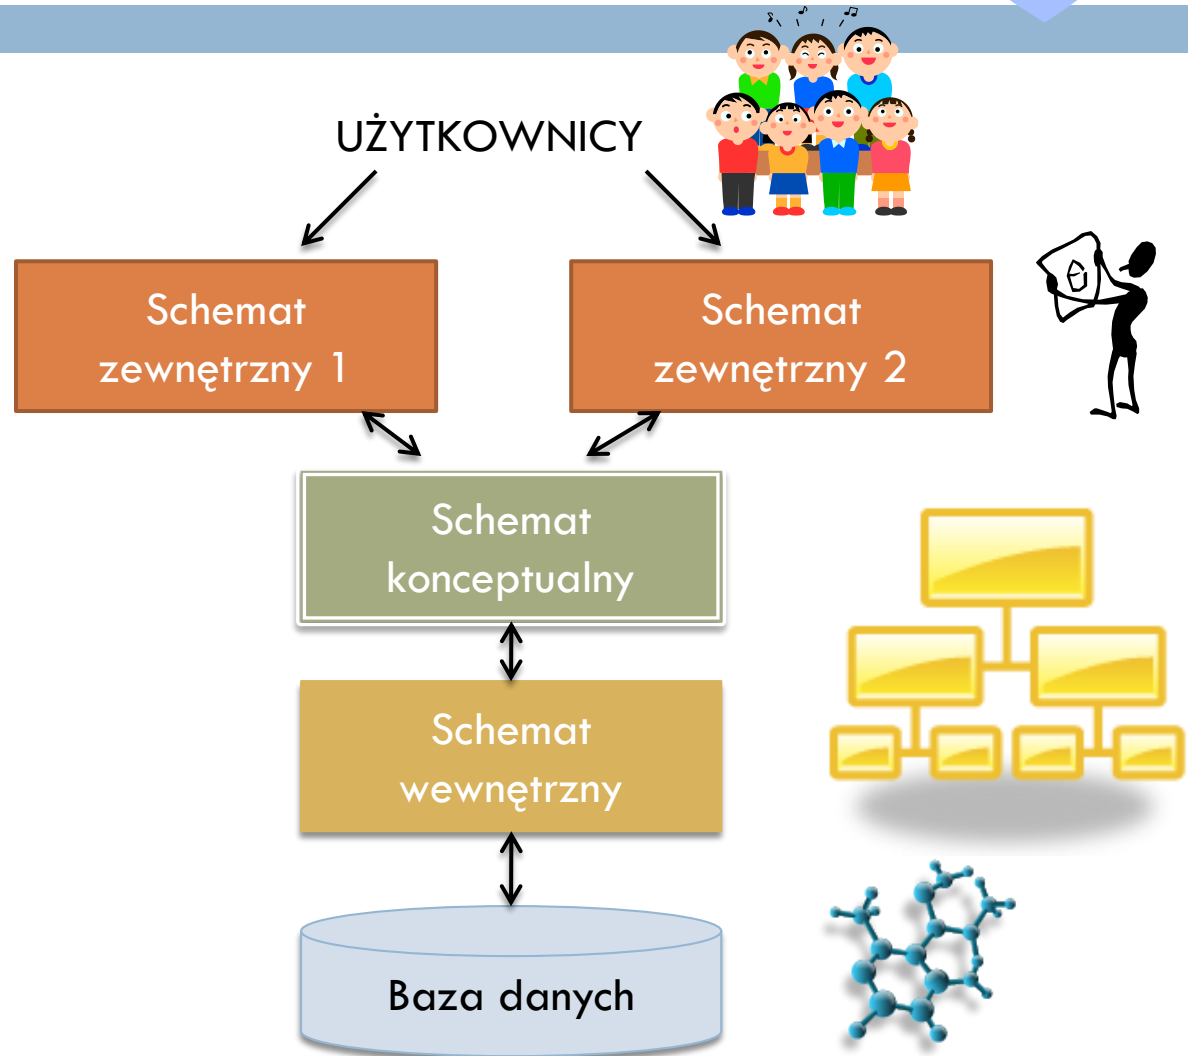 UŻYTKOWNICY
Schemat
zewnętrzny 1
Schemat
zewnętrzny 2
Schemat
konceptualny
Schemat
wewnętrzny
Baza danych